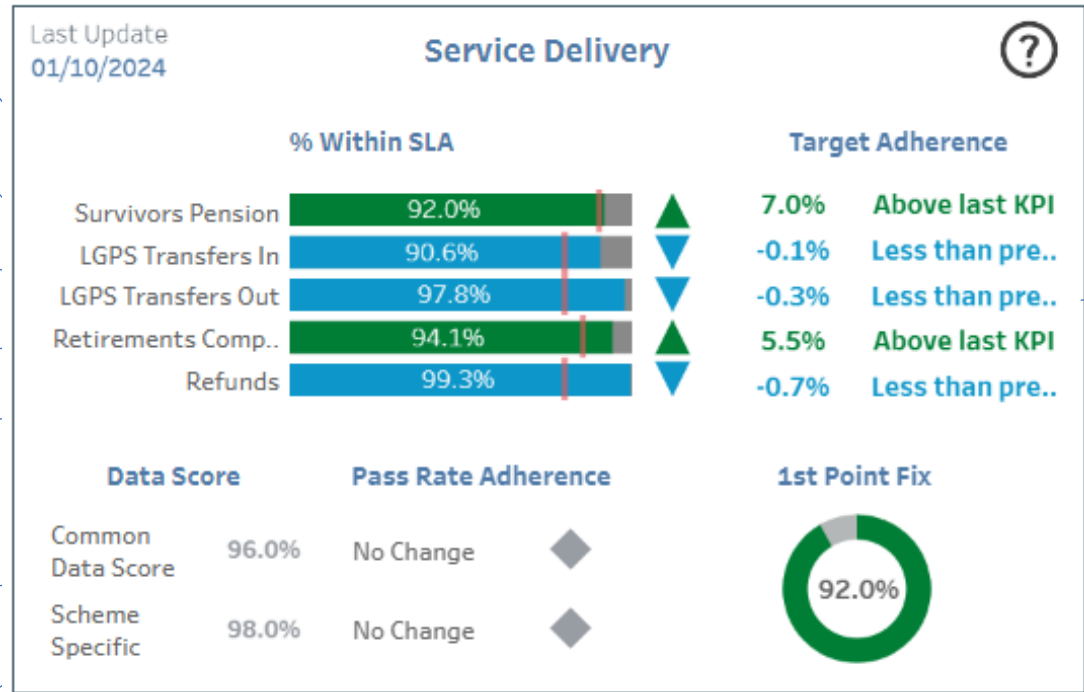 Last Update
01/10/2024
Service Delivery
?
% Within SLA
Target Adherence
Survivors Pension 92.0% 7.0% Above last KPI
LGPS Transfers In 90.6% -0.1% Less than pre..
LGPS Transfers Out 97.8% -0.3% Less than pre..
Retirements Comp.. 94.1% 5.5% Above last KPI
Refunds 99.3% -0.7% Less than pre..
Data Score
Pass Rate Adherence
1st Point Fix
Common
Data Score
96.0%
No Change
Scheme
Specific
98.0%
No Change
92.0%